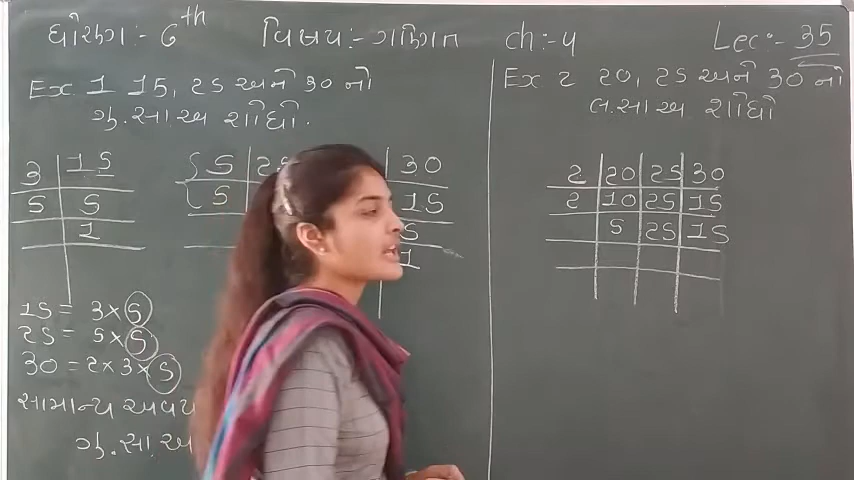 ધોરણ :- 6th વિષય :- ગણિત ch :- ૫ Lec :- 35
Ex 1 15, ૨૬ અને 30 નો
ગુ.સા.અ શોધો.
3 | 15
5 | 5
1
5 | 25
5
30
15
5
1
15 = 3 × 5
25 = 5 × 5
30 = 2 × 3 × 5
સામાન્ય અવય
ગુ.સા.અ
Ex 2 20, 25 અને 30 નો
લ.સા.અ શોધો
2 | 20 | 25 | 30
2 | 10 | 25 | 15
5 | 25 | 15